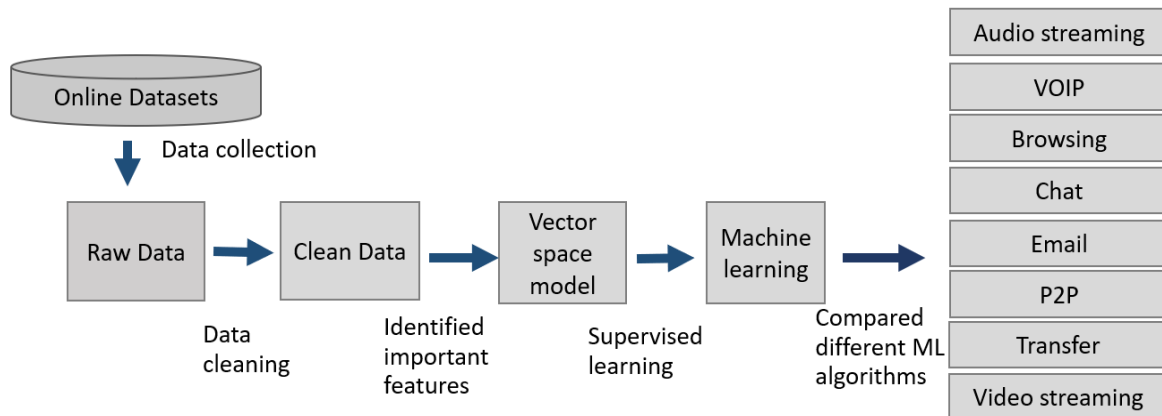 Online Datasets
Data collection
Raw Data
Data
cleaning
Clean Data
Identified
important
features
Vector
space
model
Supervised
learning
Machine
learning
Compared
different ML
algorithms
Audio streaming
VOIP
Browsing
Chat
Email
P2P
Transfer
Video streaming